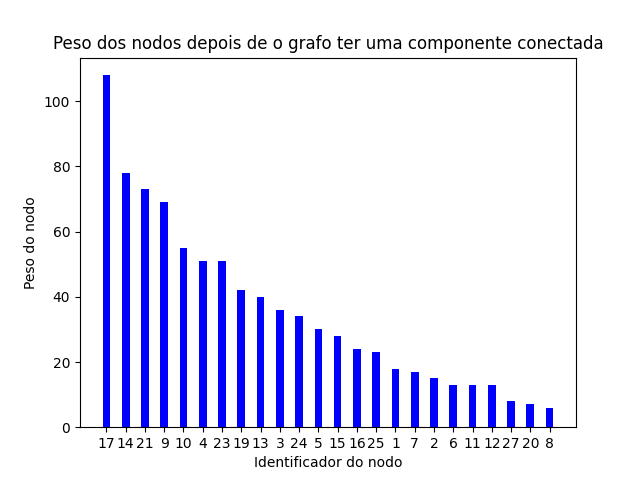 Peso dos nodos depois de o grafo ter uma componente conectada
100
80
60
40
20
0
Peso do nodo
17 14 21 9 10 4 23 19 13 3 24 5 15 16 25 1 7 2 6 11 12 27 20 8
Identificador do nodo